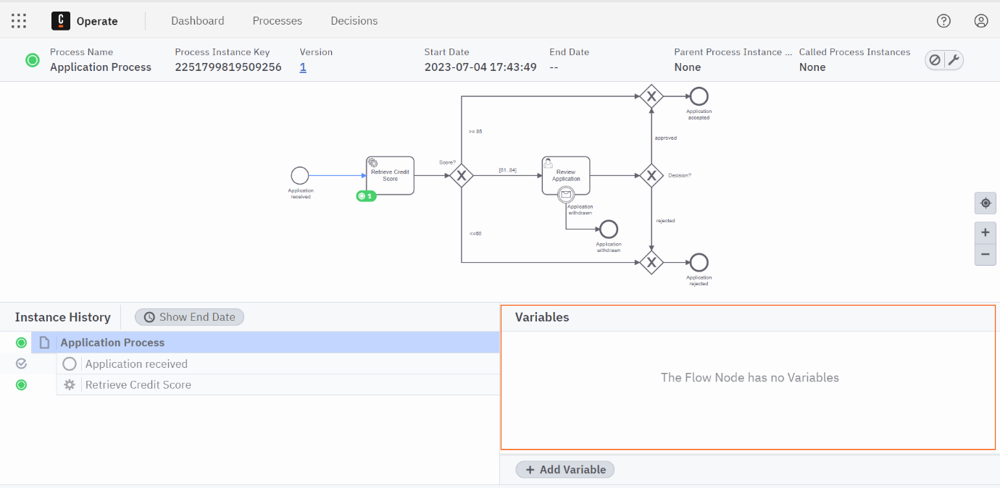 Operate
Dashboard
Processes
Decisions
Process Name
Application Process
Process Instance Key
2251799819509256
Version
1
Start Date
2023-07-04 17:43:49
End Date
--
Parent Process Instance ...
None
Called Process Instances
None
Application
received
Retrieve Credit
Score
1
Score?
>= 85
[61..84]
<=60
Review
Application
Application
withdrawn
Application
withdrawn
approved
Decision?
rejected
Application
accepted
Application
rejected
Instance History
Show End Date
Application Process
Application received
Retrieve Credit Score
Variables
The Flow Node has no Variables
+ Add Variable